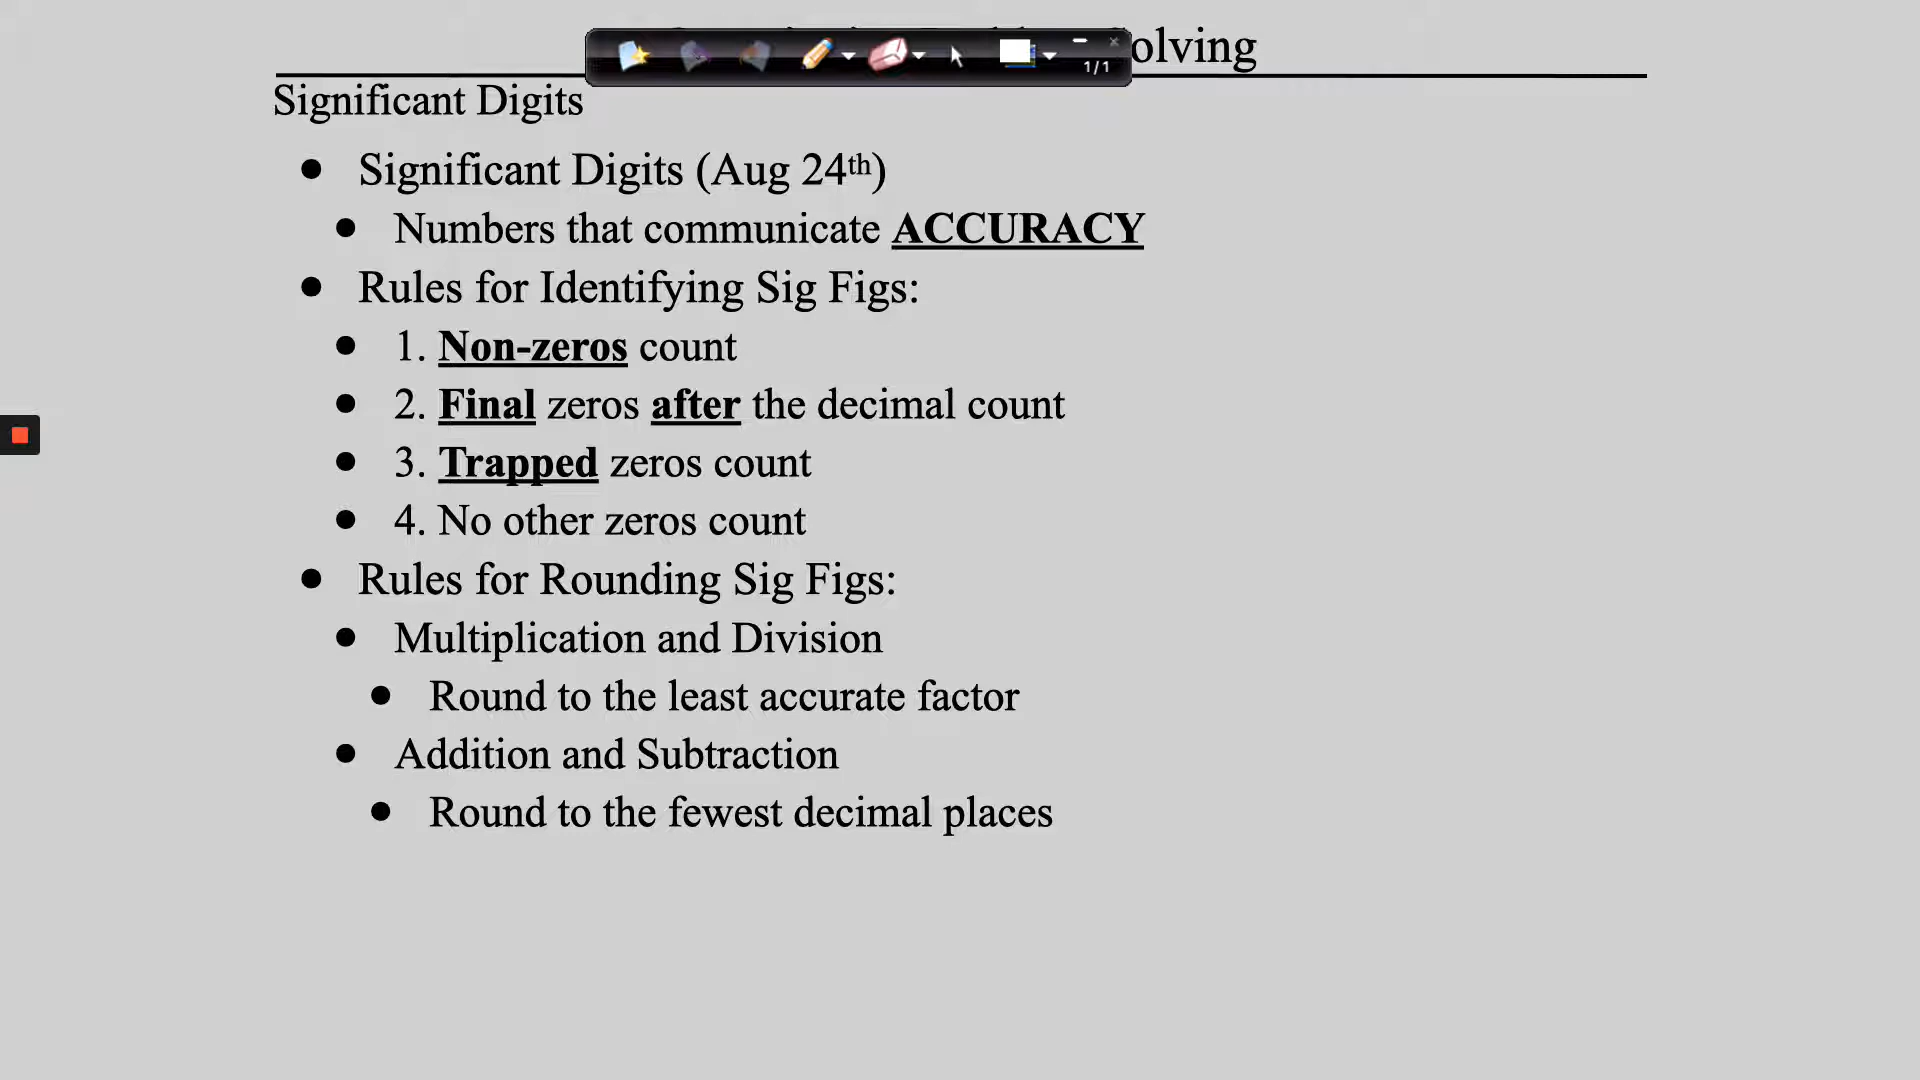 olving
1/1
Significant Digits
• Significant Digits (Aug 24th)
• Numbers that communicate ACCURACY
• Rules for Identifying Sig Figs:
• 1. Non-zeros count
• 2. Final zeros after the decimal count
• 3. Trapped zeros count
• 4. No other zeros count
• Rules for Rounding Sig Figs:
• Multiplication and Division
• Round to the least accurate factor
• Addition and Subtraction
• Round to the fewest decimal places